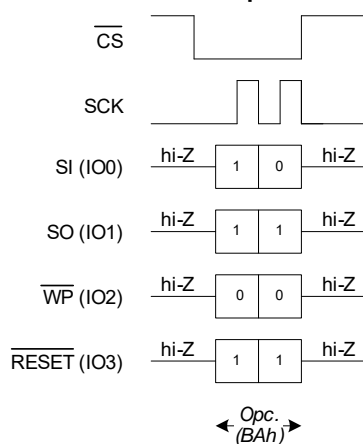 CS
SCK
SI (IO0) hi-Z 1 0 hi-Z
SO (IO1) hi-Z 1 1 hi-Z
WP (IO2) hi-Z 0 0 hi-Z
RESET (IO3) hi-Z 1 1 hi-Z
Opc.
(BAh)